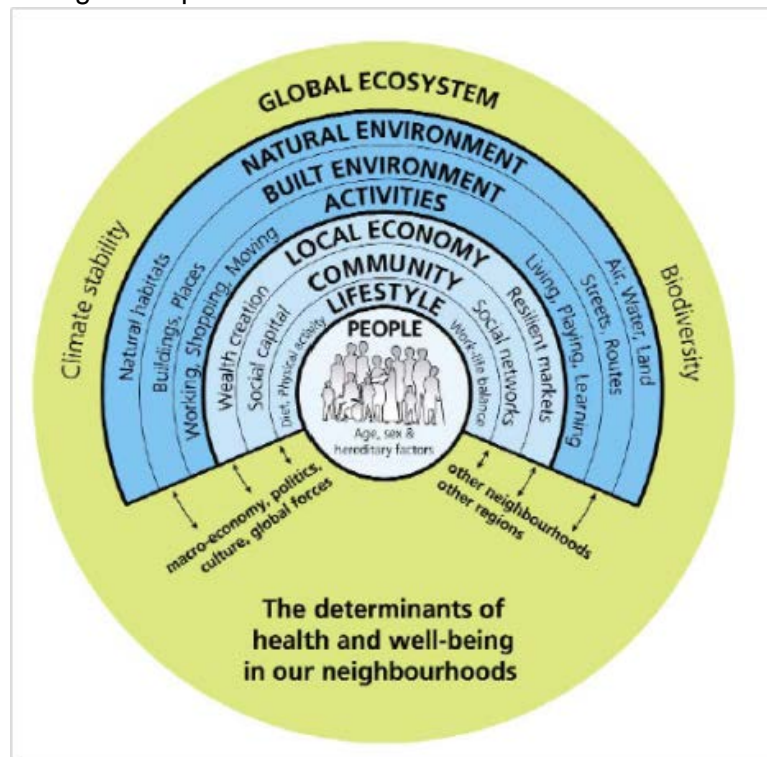 GLOBAL ECOSYSTEM
NATURAL ENVIRONMENT
BUILT ENVIRONMENT
ACTIVITIES
LOCAL ECONOMY
COMMUNITY
LIFESTYLE
PEOPLE
Age, sex &
hereditary factors
Climate stability
Natural habitats
Buildings, Places
Working, Shopping, Moving
Wealth creation
Social capital
Diet, Physical activity
Work-life balance
Social networks
Resilient markets
Living, Playing, Learning
Streets, Routes
Air, Water, Land
Biodiversity
macro-economy, politics,
culture, global forces
other neighbourhoods
other regions
The determinants of
health and well-being
in our neighbourhoods